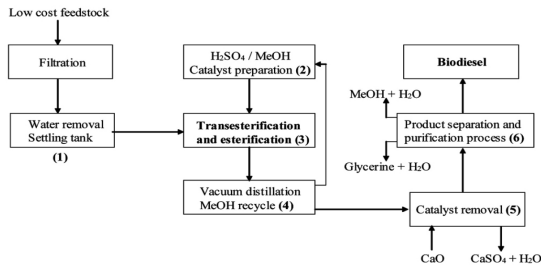 Low cost feedstock
Filtration
Water removal
Settling tank
(1)
H₂SO₄ / MeOH
Catalyst preparation (2)
Transesterification
and esterification (3)
Vacuum distillation
MeOH recycle (4)
Biodiesel
MeOH + H₂O
Product separation and
purification process (6)
Glycerine + H₂O
Catalyst removal (5)
CaO
CaSO₄ + H₂O